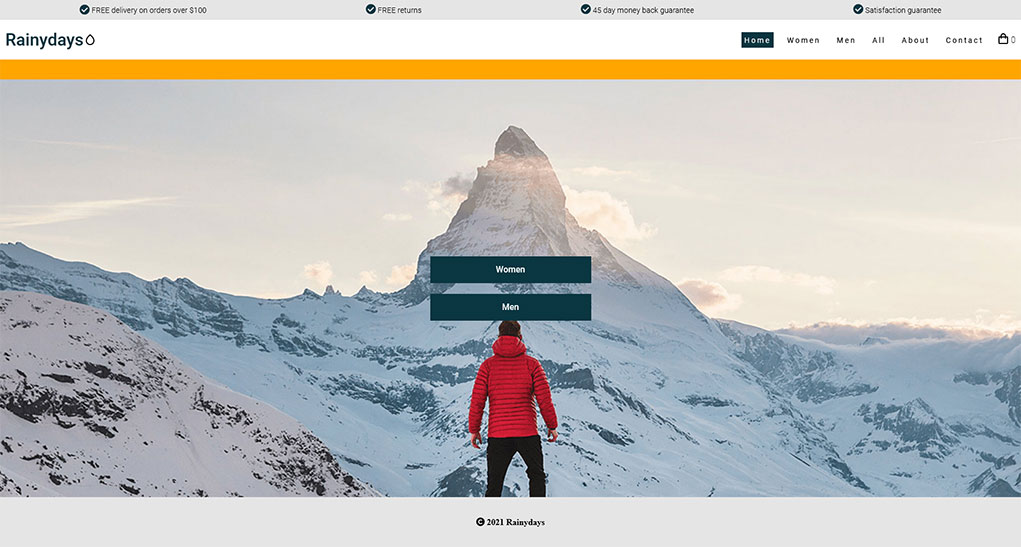 FREE delivery on orders over $100 FREE returns 45 day money back guarantee Satisfaction guarantee
Rainydays Home Women Men All About Contact 0
Women
Men
© 2021 Rainydays